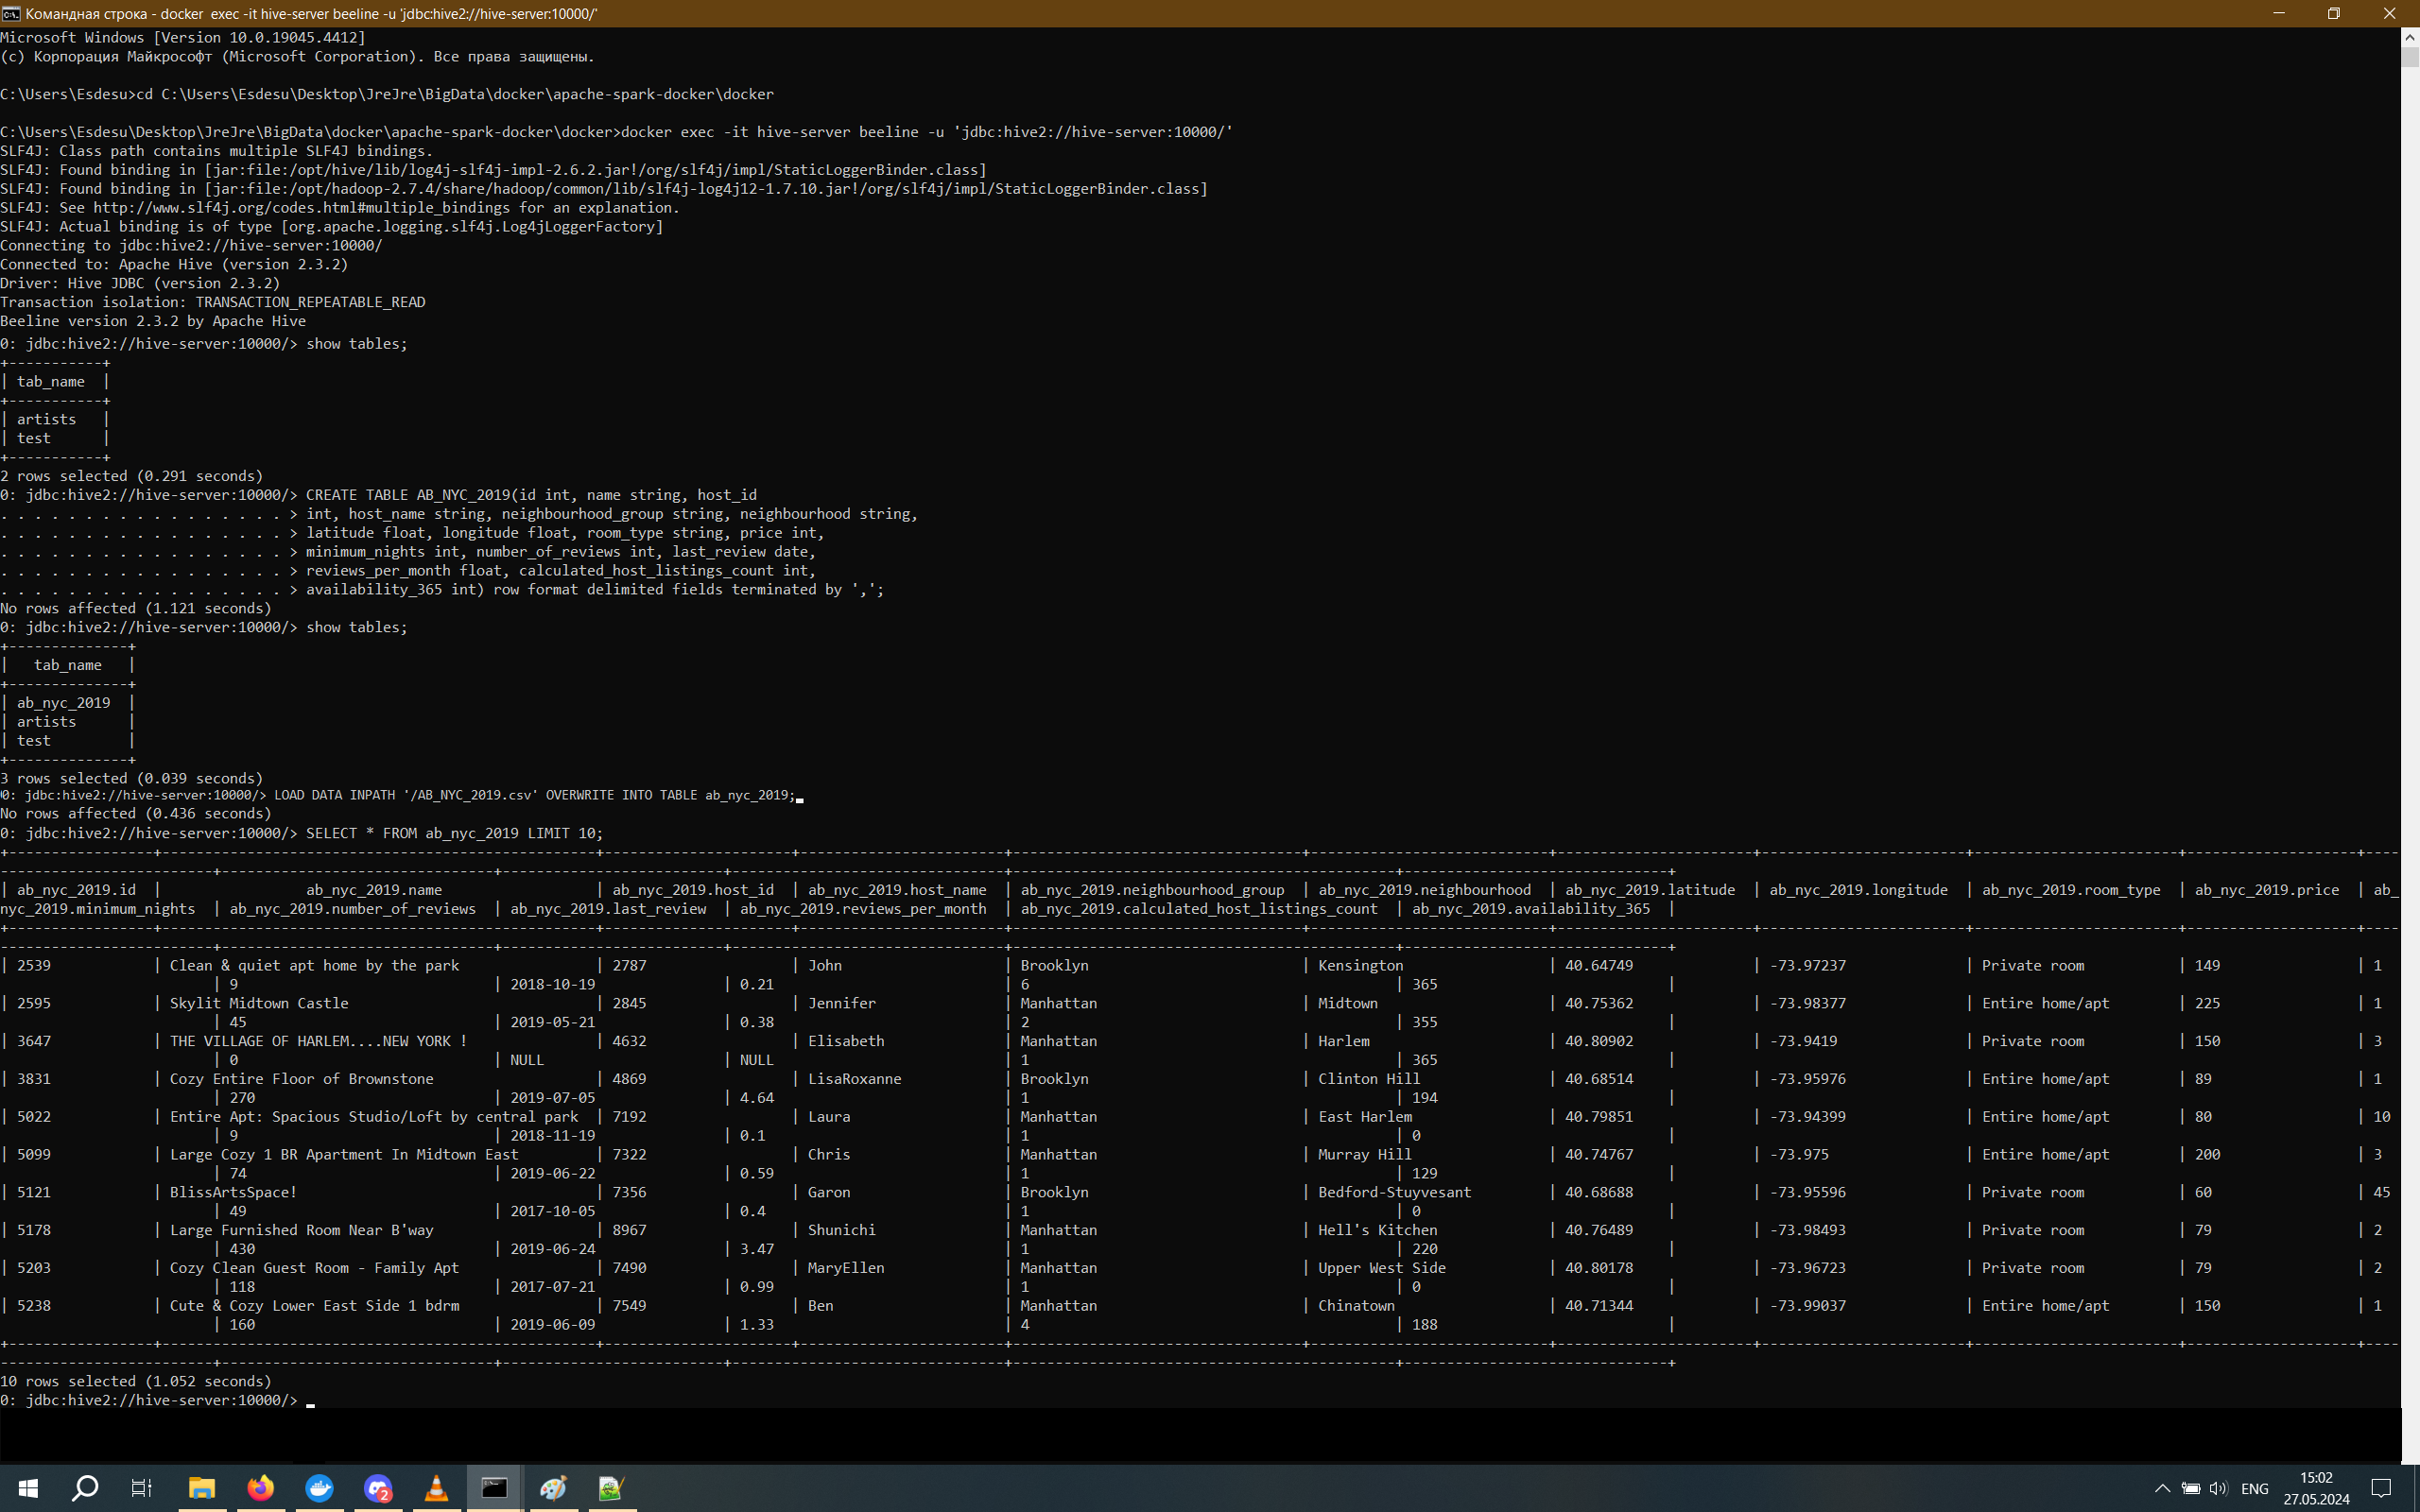 Командная строка - docker  exec -it hive-server beeline -u 'jdbc:hive2://hive-server:10000/'
Microsoft Windows [Version 10.0.19045.4412]
(c) Корпорация Майкрософт (Microsoft Corporation). Все права защищены.
C:\Users\Esdesu>cd C:\Users\Esdesu\Desktop\JreJre\BigData\docker\apache-spark-docker\docker
C:\Users\Esdesu\Desktop\JreJre\BigData\docker\apache-spark-docker\docker>docker exec -it hive-server beeline -u 'jdbc:hive2://hive-server:10000/'
SLF4J: Class path contains multiple SLF4J bindings.
SLF4J: Found binding in [jar:file:/opt/hive/lib/log4j-slf4j-impl-2.6.2.jar!/org/slf4j/impl/StaticLoggerBinder.class]
SLF4J: Found binding in [jar:file:/opt/hadoop-2.7.4/share/hadoop/common/lib/slf4j-log4j12-1.7.10.jar!/org/slf4j/impl/StaticLoggerBinder.class]
SLF4J: See http://www.slf4j.org/codes.html#multiple_bindings for an explanation.
SLF4J: Actual binding is of type [org.apache.logging.slf4j.Log4jLoggerFactory]
Connecting to jdbc:hive2://hive-server:10000/
Connected to: Apache Hive (version 2.3.2)
Driver: Hive JDBC (version 2.3.2)
Transaction isolation: TRANSACTION_REPEATABLE_READ
Beeline version 2.3.2 by Apache Hive
0: jdbc:hive2://hive-server:10000/> show tables;
+-----------+
| tab_name  |
+-----------+
| artists   |
| test      |
+-----------+
2 rows selected (0.291 seconds)
0: jdbc:hive2://hive-server:10000/> CREATE TABLE AB_NYC_2019(id int, name string, host_id
. . . . . . . . . . . . . . . . . > int, host_name string, neighbourhood_group string, neighbourhood string,
. . . . . . . . . . . . . . . . . > latitude float, longitude float, room_type string, price int,
. . . . . . . . . . . . . . . . . > minimum_nights int, number_of_reviews int, last_review date,
. . . . . . . . . . . . . . . . . > reviews_per_month float, calculated_host_listings_count int,
. . . . . . . . . . . . . . . . . > availability_365 int) row format delimited fields terminated by ',';
No rows affected (1.121 seconds)
0: jdbc:hive2://hive-server:10000/> show tables;
+--------------+
|   tab_name   |
+--------------+
| ab_nyc_2019  |
| artists      |
| test         |
+--------------+
3 rows selected (0.039 seconds)
0: jdbc:hive2://hive-server:10000/> LOAD DATA INPATH '/AB_NYC_2019.csv' OVERWRITE INTO TABLE ab_nyc_2019;
No rows affected (0.436 seconds)
0: jdbc:hive2://hive-server:10000/> SELECT * FROM ab_nyc_2019 LIMIT 10;
| ab_nyc_2019.id | ab_nyc_2019.name | ab_nyc_2019.host_id | ab_nyc_2019.host_name | ab_nyc_2019.neighbourhood_group | ab_nyc_2019.neighbourhood | ab_nyc_2019.latitude | ab_nyc_2019.longitude | ab_nyc_2019.room_type | ab_nyc_2019.price | ab_
nyc_2019.minimum_nights | ab_nyc_2019.number_of_reviews | ab_nyc_2019.last_review | ab_nyc_2019.reviews_per_month | ab_nyc_2019.calculated_host_listings_count | ab_nyc_2019.availability_365 |
| 2539 | Clean & quiet apt home by the park | 2787 | John | Brooklyn | Kensington | 40.64749 | -73.97237 | Private room | 149 | 1
| 9 | 2018-10-19 | 0.21 | 6 | 365 |
| 2595 | Skylit Midtown Castle | 2845 | Jennifer | Manhattan | Midtown | 40.75362 | -73.98377 | Entire home/apt | 225 | 1
| 45 | 2019-05-21 | 0.38 | 2 | 355 |
| 3647 | THE VILLAGE OF HARLEM....NEW YORK ! | 4632 | Elisabeth | Manhattan | Harlem | 40.80902 | -73.9419 | Private room | 150 | 3
| 0 | NULL | NULL | 1 | 365 |
| 3831 | Cozy Entire Floor of Brownstone | 4869 | LisaRoxanne | Brooklyn | Clinton Hill | 40.68514 | -73.95976 | Entire home/apt | 89 | 1
| 270 | 2019-07-05 | 4.64 | 1 | 194 |
| 5022 | Entire Apt: Spacious Studio/Loft by central park | 7192 | Laura | Manhattan | East Harlem | 40.79851 | -73.94399 | Entire home/apt | 80 | 10
| 9 | 2018-11-19 | 0.1 | 1 | 0 |
| 5099 | Large Cozy 1 BR Apartment In Midtown East | 7322 | Chris | Manhattan | Murray Hill | 40.74767 | -73.975 | Entire home/apt | 200 | 3
| 74 | 2019-06-22 | 0.59 | 1 | 129 |
| 5121 | BlissArtsSpace! | 7356 | Garon | Brooklyn | Bedford-Stuyvesant | 40.68688 | -73.95596 | Private room | 60 | 45
| 49 | 2017-10-05 | 0.4 | 1 | 0 |
| 5178 | Large Furnished Room Near B'way | 8967 | Shunichi | Manhattan | Hell's Kitchen | 40.76489 | -73.98493 | Private room | 79 | 2
| 430 | 2019-06-24 | 3.47 | 1 | 220 |
| 5203 | Cozy Clean Guest Room - Family Apt | 7490 | MaryEllen | Manhattan | Upper West Side | 40.80178 | -73.96723 | Private room | 79 | 2
| 118 | 2017-07-21 | 0.99 | 1 | 0 |
| 5238 | Cute & Cozy Lower East Side 1 bdrm | 7549 | Ben | Manhattan | Chinatown | 40.71344 | -73.99037 | Entire home/apt | 150 | 1
| 160 | 2019-06-09 | 1.33 | 4 | 188 |
10 rows selected (1.052 seconds)
0: jdbc:hive2://hive-server:10000/>
2
ENG
15:02
27.05.2024